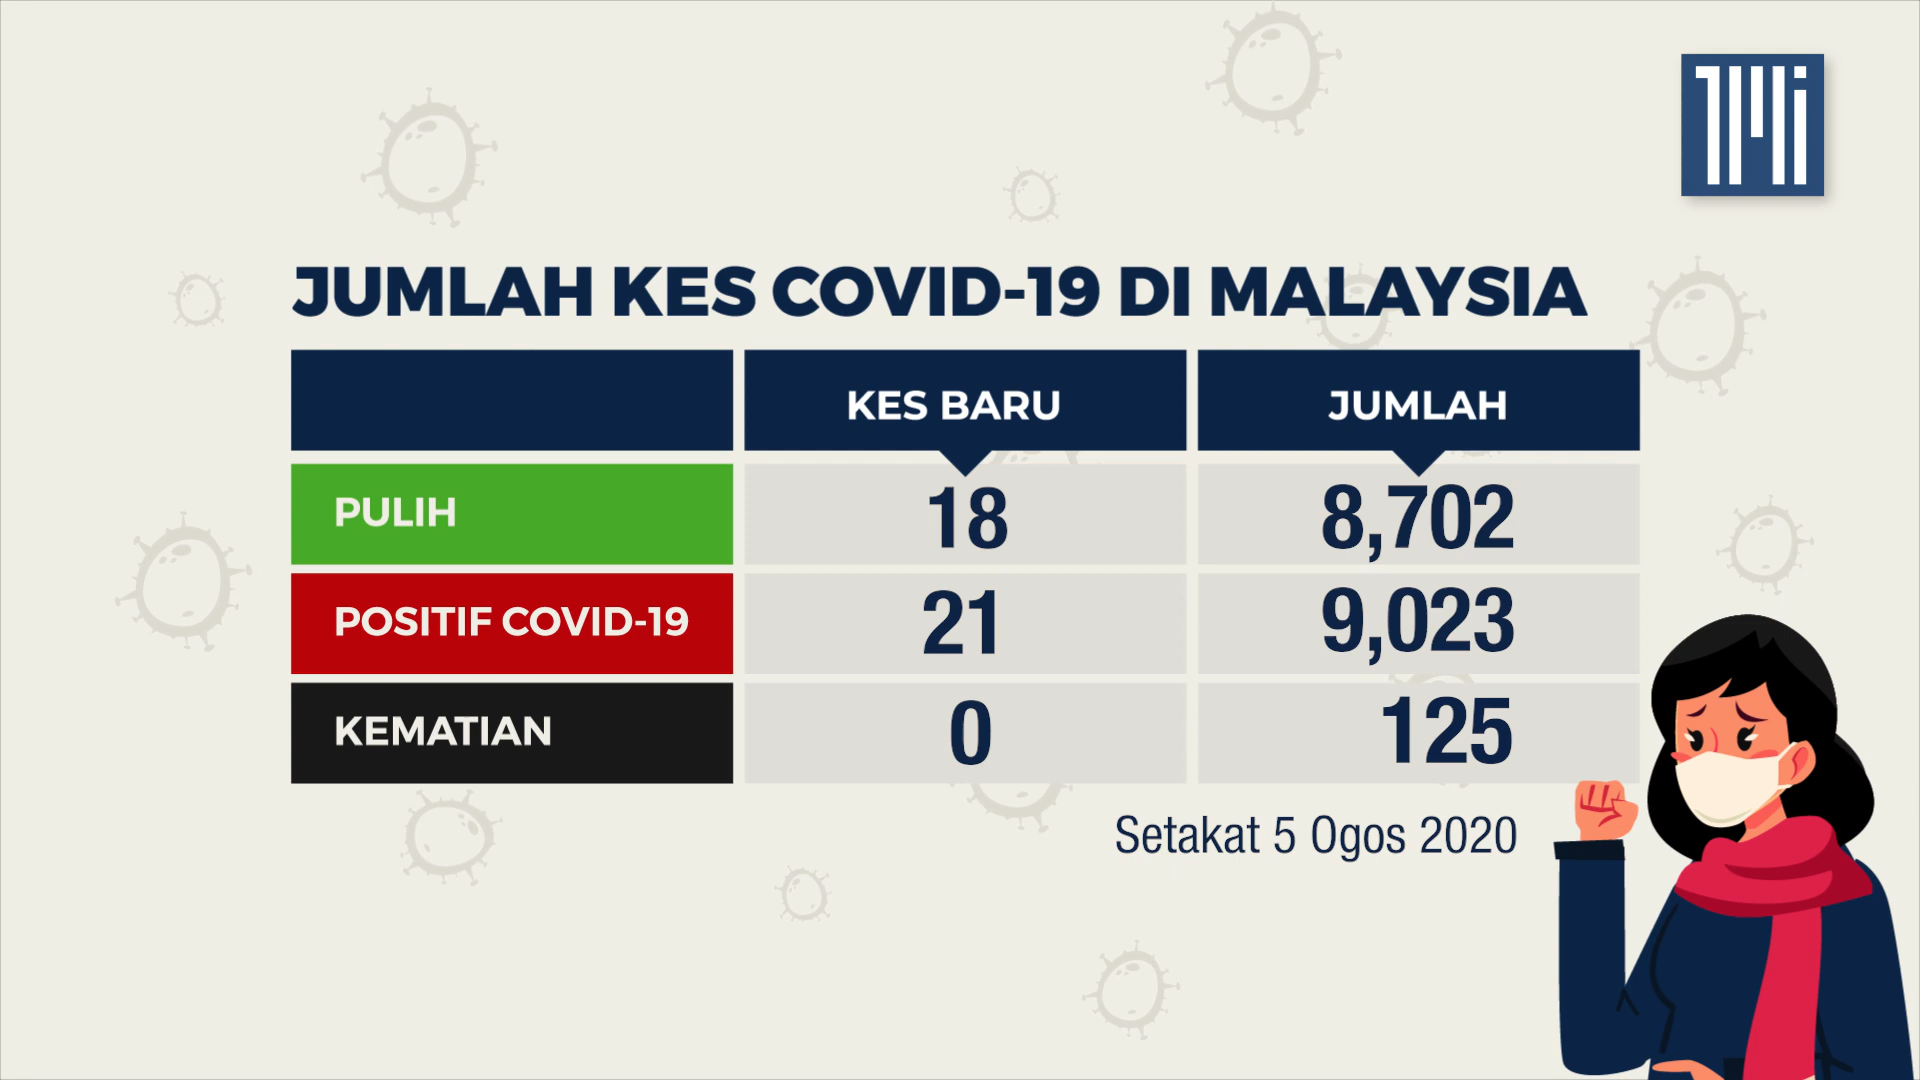 TMi
JUMLAH KES COVID-19 DI MALAYSIA
KES BARU JUMLAH
PULIH 18 8,702
POSITIF COVID-19 21 9,023
KEMATIAN 0 125
Setakat 5 Ogos 2020